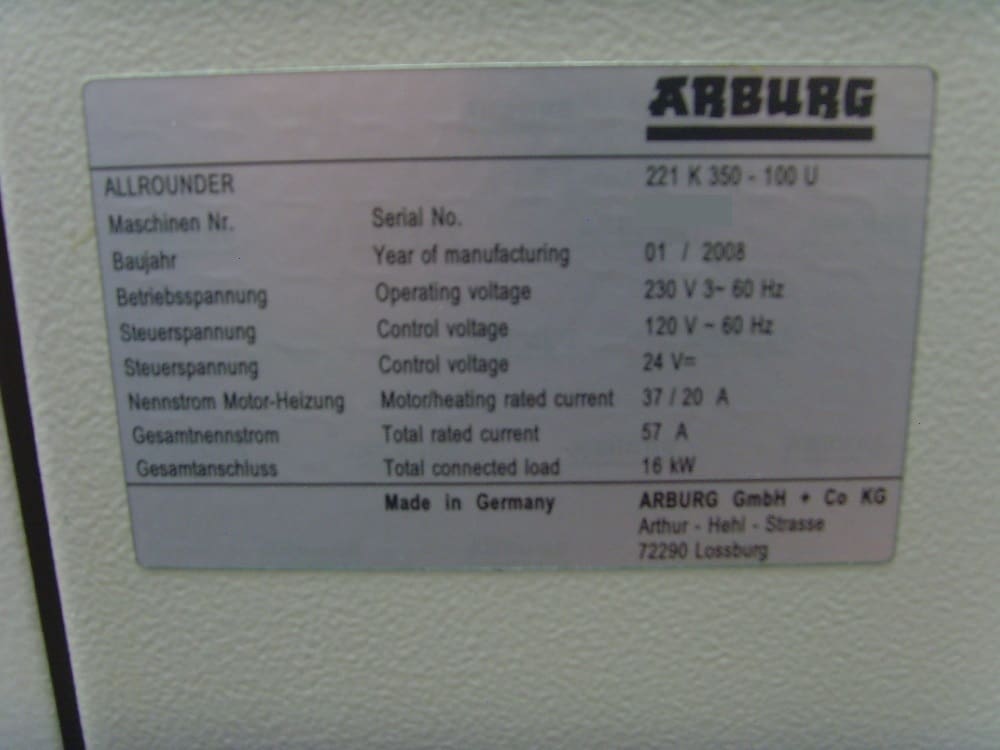 ARBURG
ALLROUNDER 221 K 350 - 100 U
Maschinen Nr. Serial No.
Baujahr Year of manufacturing 01 / 2008
Betriebsspannung Operating voltage 230 V 3~ 60 Hz
Steuerspannung Control voltage 120 V ~ 60 Hz
Steuerspannung Control voltage 24 V=
Nennstrom Motor-Heizung Motor/heating rated current 37 / 20 A
Gesamtnennstrom Total rated current 57 A
Gesamtanschluss Total connected load 16 kW
Made in Germany ARBURG GmbH + Co KG
Arthur - Hehl - Strasse
72290 Lossburg